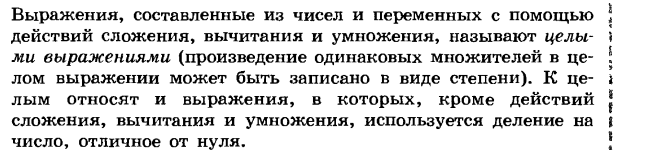 Выражения, составленные из чисел и переменных с помощью
действий сложения, вычитания и умножения, называют целы-
ми выражениями (произведение одинаковых множителей в це-
лом выражении может быть записано в виде степени). К це-
лым относят и выражения, в которых, кроме действий
сложения, вычитания и умножения, используется деление на
число, отличное от нуля.